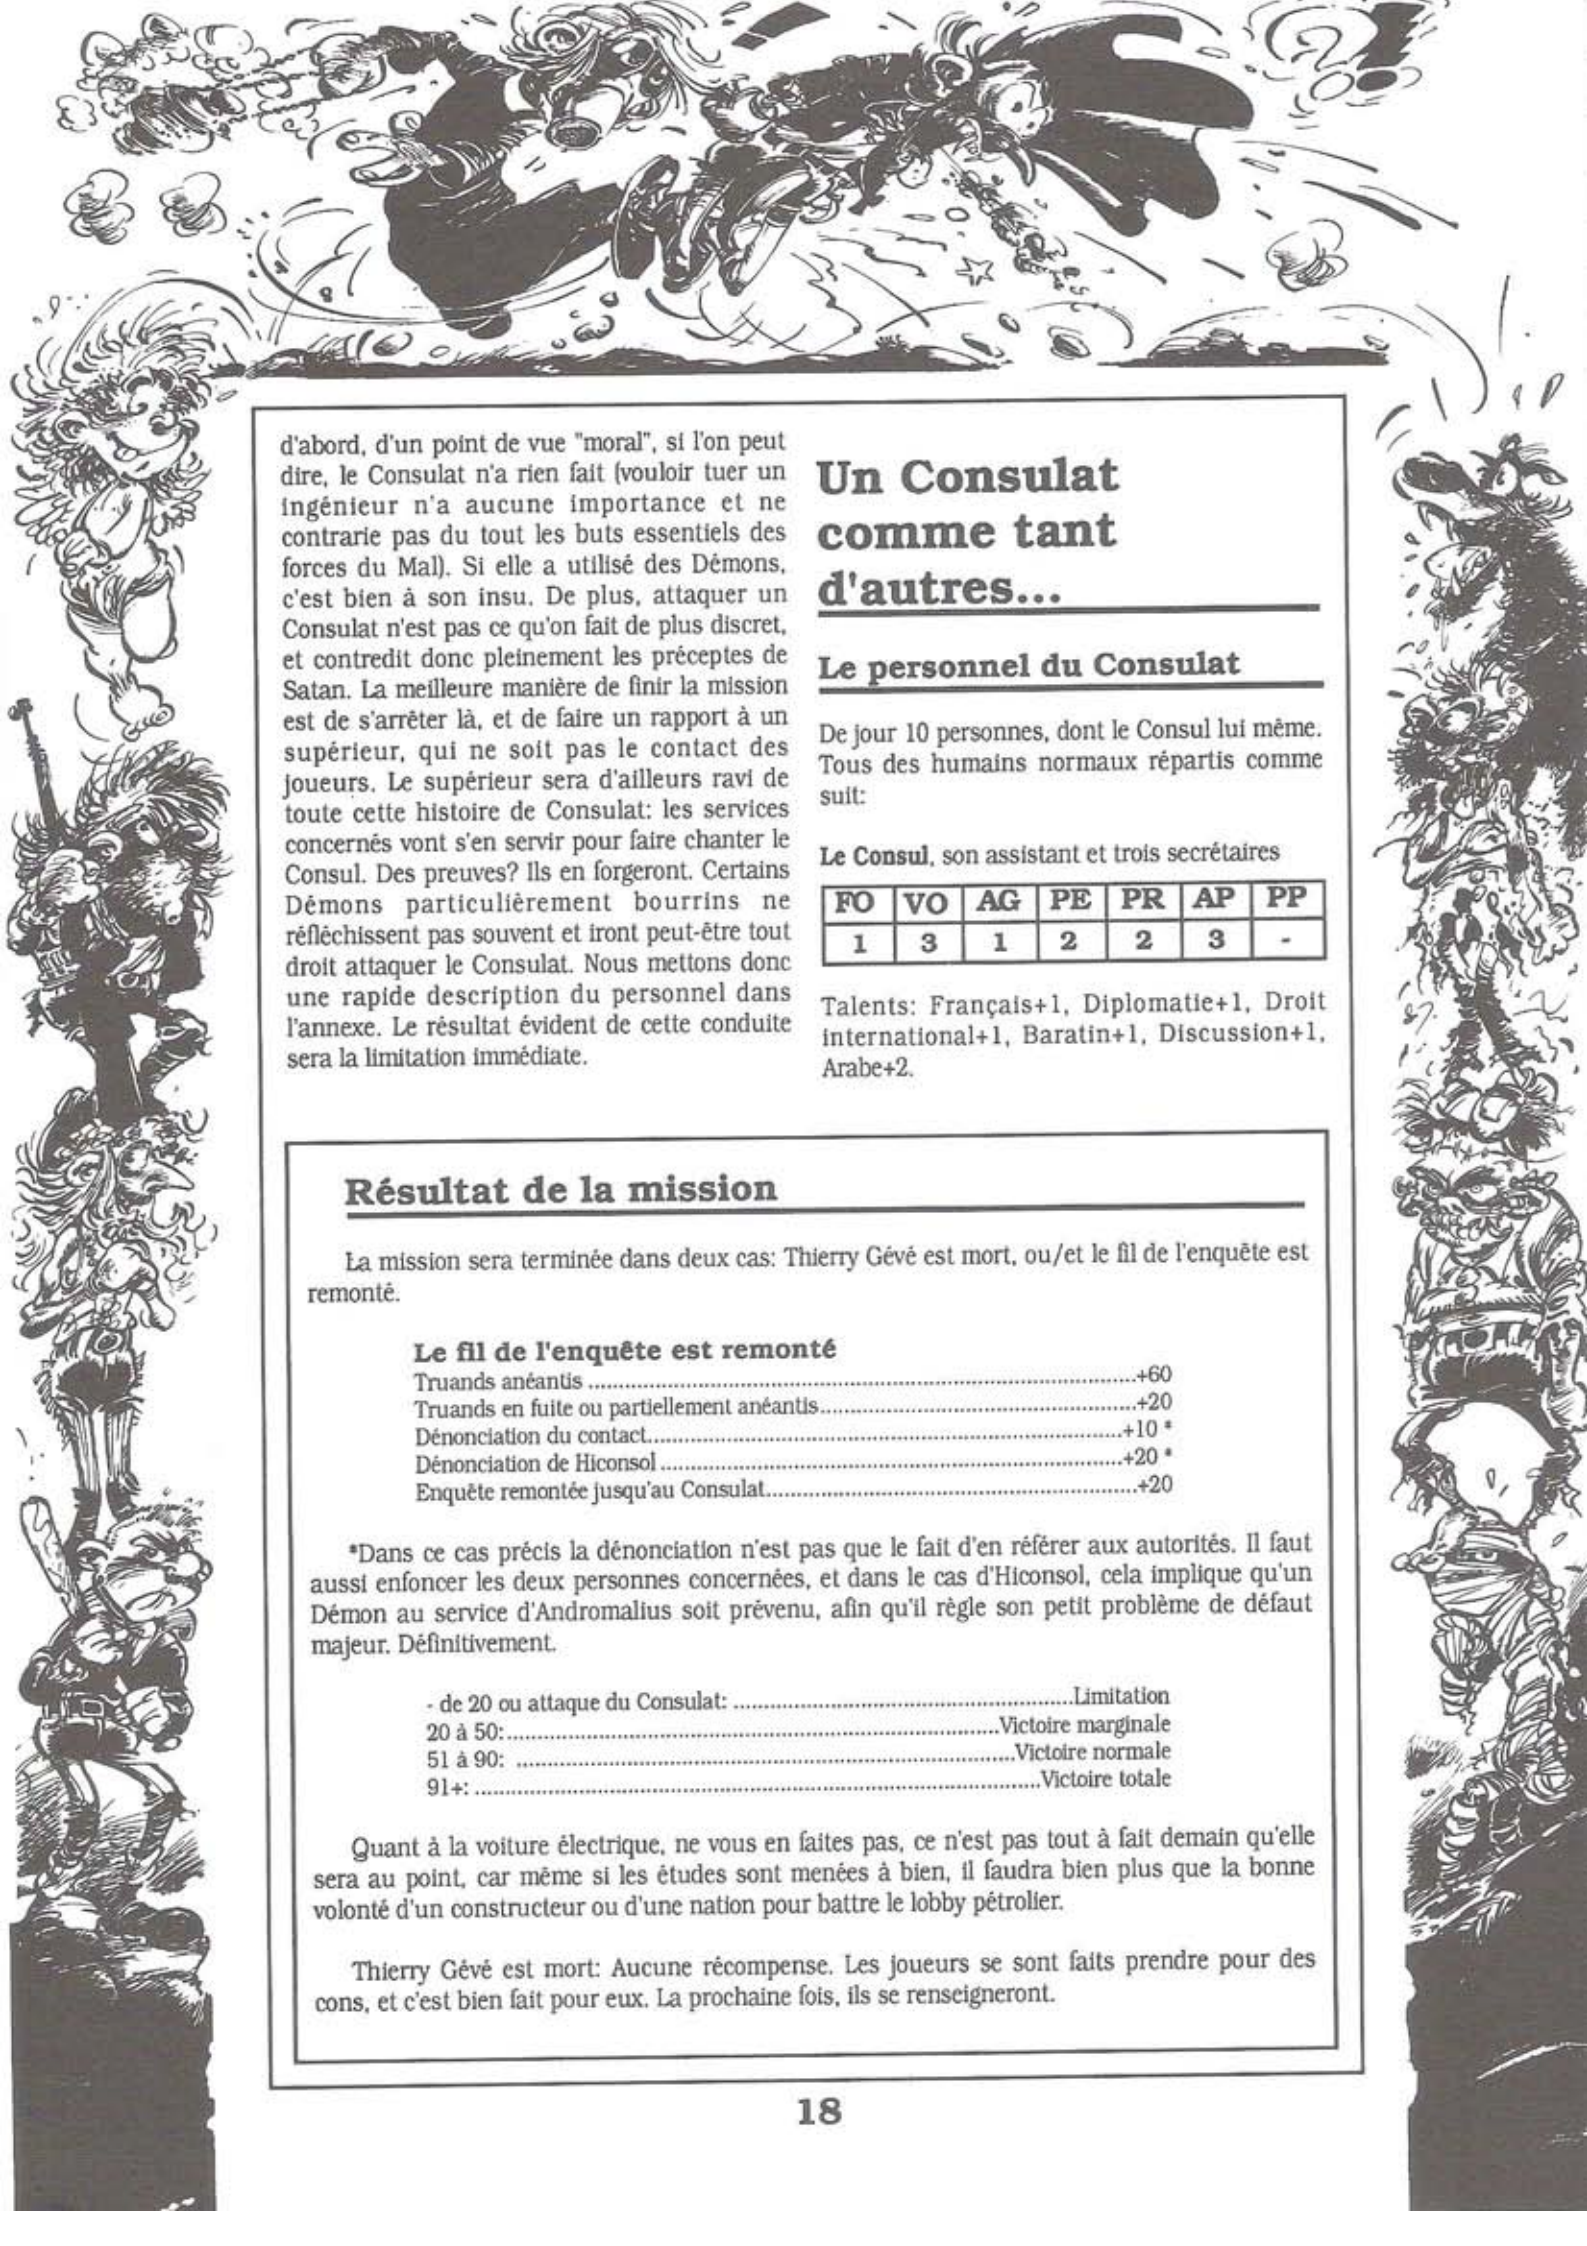 d'abord, d'un point de vue "moral", si l'on peut
dire, le Consulat n'a rien fait (vouloir tuer un
ingénieur n'a aucune importance et ne
contrarie pas du tout les buts essentiels des
forces du Mal). Si elle a utilisé des Démons,
c'est bien à son insu. De plus, attaquer un
Consulat n'est pas ce qu'on fait de plus discret,
et contredit donc pleinement les préceptes de
Satan. La meilleure manière de finir la mission
est de s'arrêter là, et de faire un rapport à un
supérieur, qui ne soit pas le contact des
joueurs. Le supérieur sera d'ailleurs ravi de
toute cette histoire de Consulat: les services
concernés vont s'en servir pour faire chanter le
Consul. Des preuves? Ils en forgeront. Certains
Démons particulièrement bourrins ne
réfléchissent pas souvent et iront peut-être tout
droit attaquer le Consulat. Nous mettons donc
une rapide description du personnel dans
l'annexe. Le résultat évident de cette conduite
sera la limitation immédiate.
Un Consulat
comme tant
d'autres...
Le personnel du Consulat
De jour 10 personnes, dont le Consul lui même.
Tous des humains normaux répartis comme
suit:
Le Consul, son assistant et trois secrétaires
FO VO AG PE PR AP PP
1 3 1 2 2 3 -
Talents: Français+1, Diplomatie+1, Droit
international+1, Baratin+1, Discussion+1,
Arabe+2.
Résultat de la mission
La mission sera terminée dans deux cas: Thierry Gévé est mort, ou/et le fil de l'enquête est
remonté.
Le fil de l'enquête est remonté
Truands anéantis ..........+60
Truands en fuite ou partiellement anéantis..........+20
Dénonciation du contact..........+10 *
Dénonciation de Hiconsol ..........+20 *
Enquête remontée jusqu'au Consulat..........+20
*Dans ce cas précis la dénonciation n'est pas que le fait d'en référer aux autorités. Il faut
aussi enfoncer les deux personnes concernées, et dans le cas d'Hiconsol, cela implique qu'un
Démon au service d'Andromalius soit prévenu, afin qu'il règle son petit problème de défaut
majeur. Définitivement.
- de 20 ou attaque du Consulat: ..........Limitation
20 à 50:..........Victoire marginale
51 à 90: ..........Victoire normale
91+: ..........Victoire totale
Quant à la voiture électrique, ne vous en faites pas, ce n'est pas tout à fait demain qu'elle
sera au point, car même si les études sont menées à bien, il faudra bien plus que la bonne
volonté d'un constructeur ou d'une nation pour battre le lobby pétrolier.
Thierry Gévé est mort: Aucune récompense. Les joueurs se sont faits prendre pour des
cons, et c'est bien fait pour eux. La prochaine fois, ils se renseigneront.
18